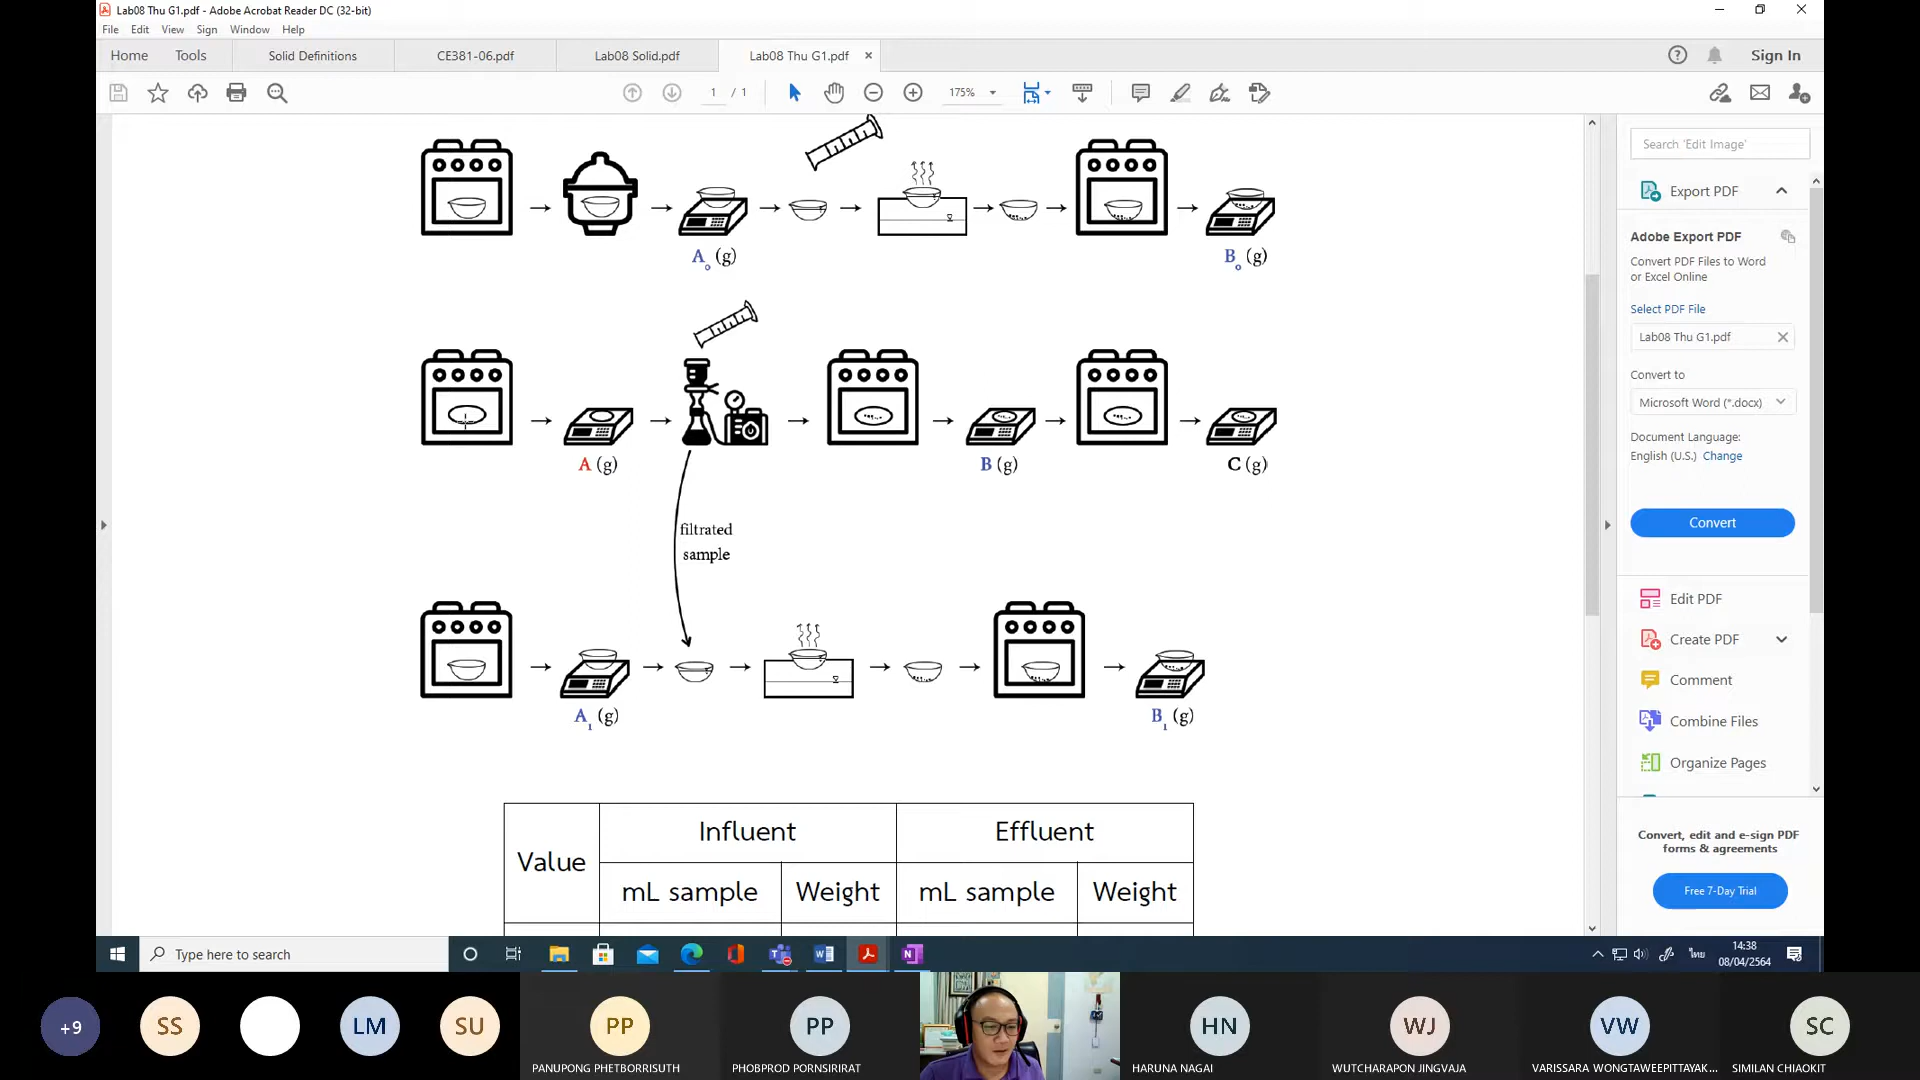 Lab08 Thu G1.pdf - Adobe Acrobat Reader DC (32-bit)
File Edit View Sign Window Help
Home Tools Solid Definitions CE381-06.pdf Lab08 Solid.pdf Lab08 Thu G1.pdf × Sign In
1 / 1 175%
Search 'Edit Image'
Export PDF
Adobe Export PDF
Convert PDF Files to Word
or Excel Online
Select PDF File
Lab08 Thu G1.pdf
Convert to
Microsoft Word (*.docx)
Document Language:
English (U.S.) Change
Convert
Edit PDF
Create PDF
Comment
Combine Files
Organize Pages
Convert, edit and e-sign PDF
forms & agreements
Free 7-Day Trial
A₀ (g) B₀ (g)
A (g) B (g) C (g)
filtrated
sample
A₁ (g) B₁ (g)
Value Influent Effluent
mL sample Weight mL sample Weight
Type here to search
ไทย
14:38
08/04/2564
+9 SS LM SU PP PP HN WJ VW SC
PANUPONG PHETBORRISUTH PHOBPROD PORNSIRIRAT HARUNA NAGAI WUTCHARAPON JINGVAJA VARISSARA WONGTAWEEPITTAYAK... SIMILAN CHIAOKIT